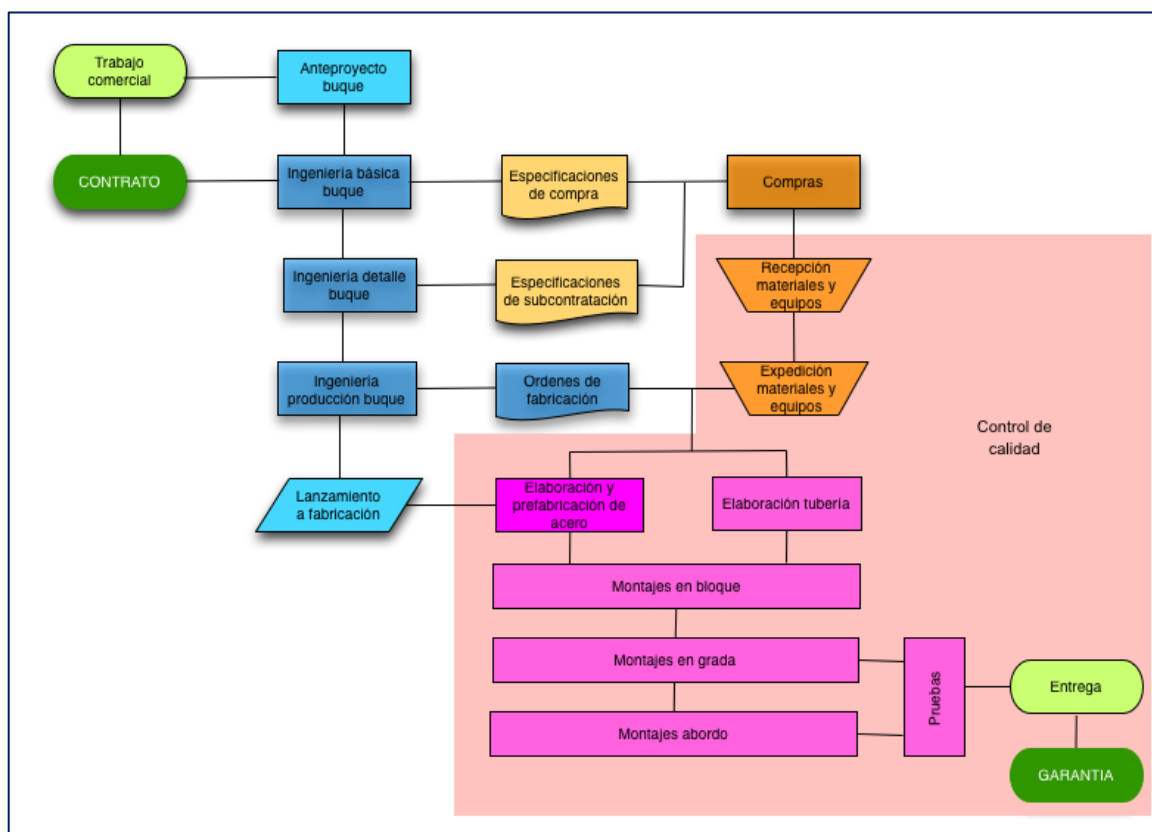 Trabajo
comercial
Anteproyecto
buque
CONTRATO
Ingeniería básica
buque
Especificaciones
de compra
Compras
Ingeniería detalle
buque
Especificaciones
de subcontratación
Recepción
materiales y
equipos
Ingeniería
producción buque
Ordenes de
fabricación
Expedición
materiales y
equipos
Control de
calidad
Lanzamiento
a fabricación
Elaboración y
prefabricación de
acero
Elaboración tubería
Montajes en bloque
Montajes en grada
Montajes abordo
Pruebas
Entrega
GARANTIA